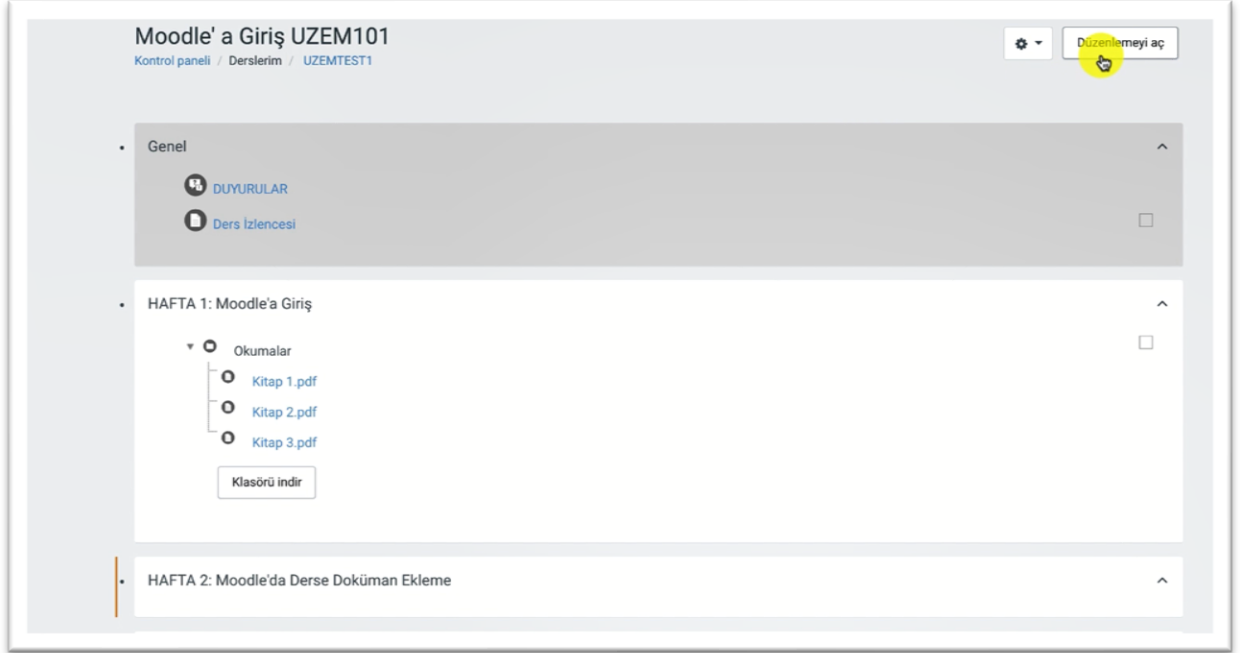 Moodle' a Giriş UZEM101
Kontrol paneli / Derslerim / UZEMTEST1
Düzenlemeyi aç
Genel
DUYURULAR
Ders İzlencesi
HAFTA 1: Moodle'a Giriş
Okumalar
Kitap 1.pdf
Kitap 2.pdf
Kitap 3.pdf
Klasörü indir
HAFTA 2: Moodle'da Derse Doküman Ekleme